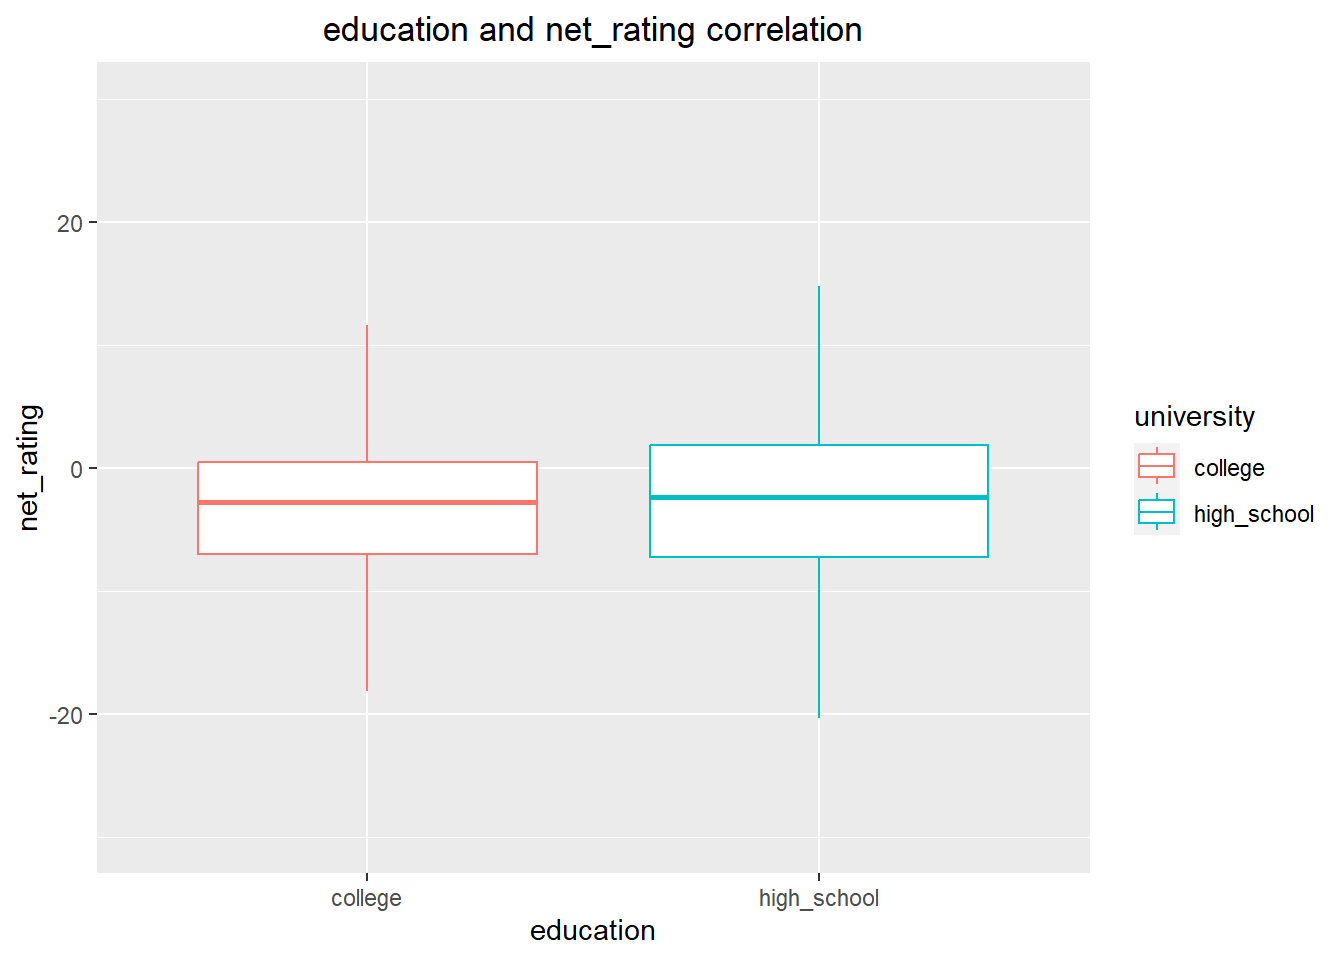 education and net_rating correlation
net_rating
20
0
-20
college
high_school
education
university
college
high_school